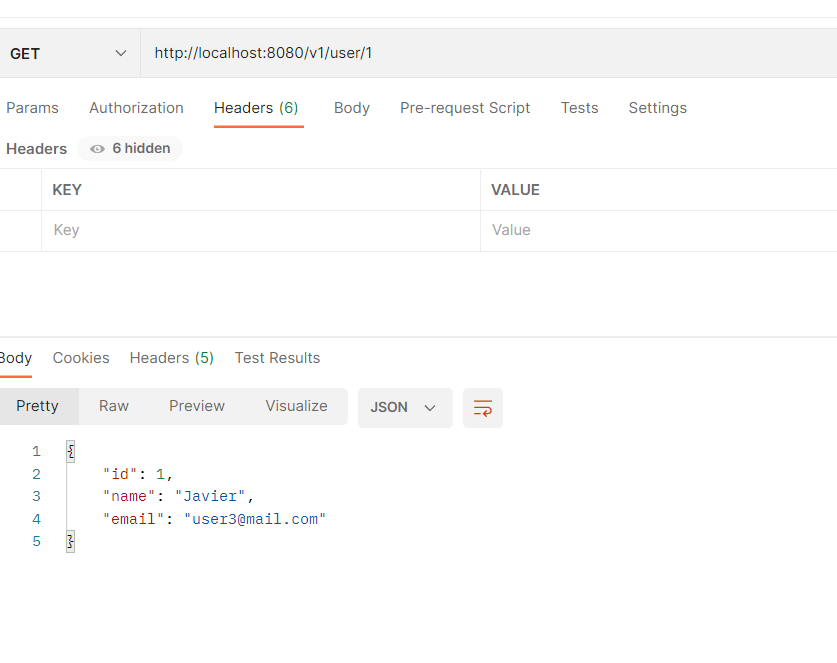 GET http://localhost:8080/v1/user/1
Params Authorization Headers (6) Body Pre-request Script Tests Settings
Headers 6 hidden
KEY VALUE
Key Value
Body Cookies Headers (5) Test Results
Pretty Raw Preview Visualize JSON
1 {
2 "id": 1,
3 "name": "Javier",
4 "email": "user3@mail.com"
5 }